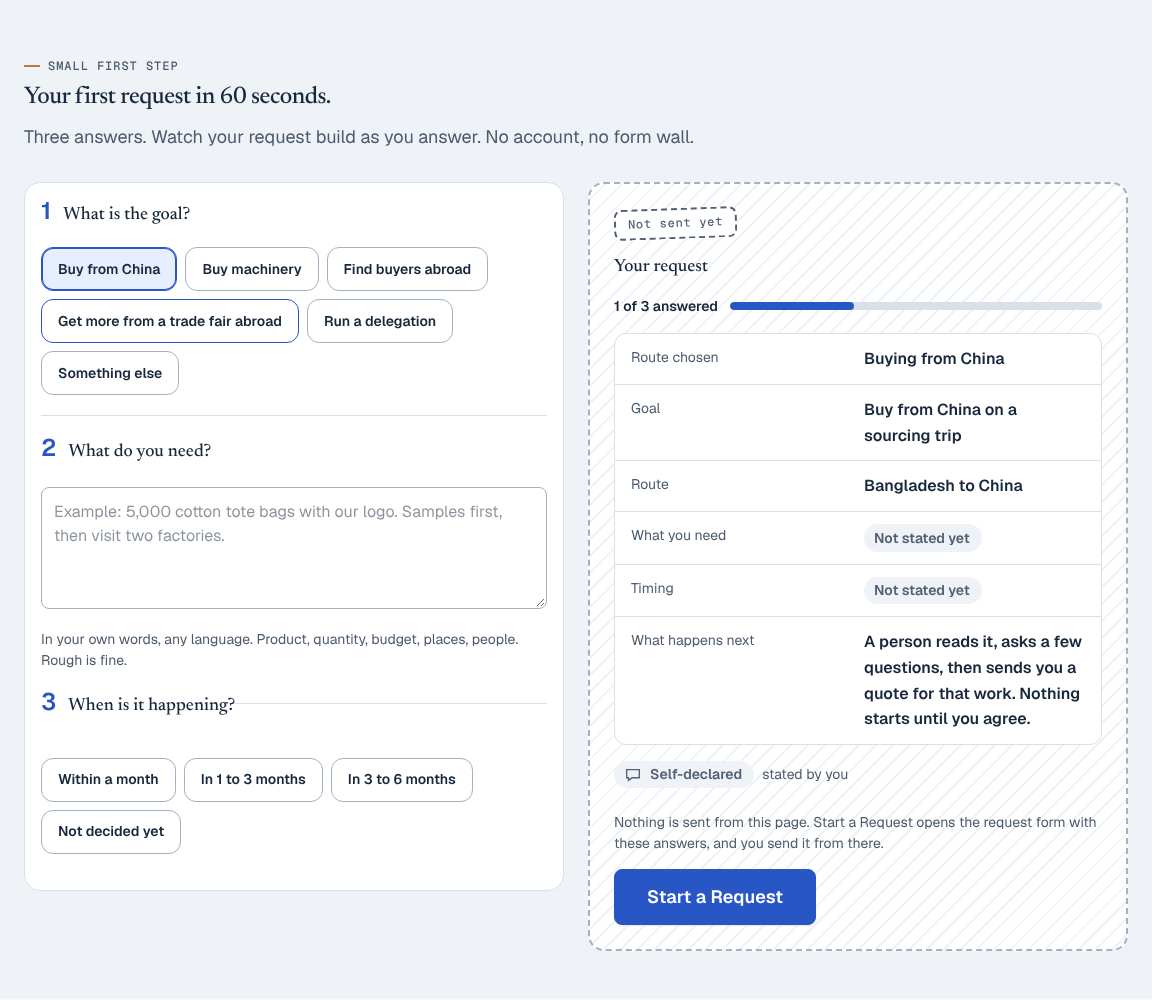 SMALL FIRST STEP
Your first request in 60 seconds.
Three answers. Watch your request build as you answer. No account, no form wall.
1 What is the goal?
Buy from China
Buy machinery
Find buyers abroad
Get more from a trade fair abroad
Run a delegation
Something else
2 What do you need?
Example: 5,000 cotton tote bags with our logo. Samples first,
then visit two factories.
In your own words, any language. Product, quantity, budget, places, people.
Rough is fine.
3 When is it happening?
Within a month
In 1 to 3 months
In 3 to 6 months
Not decided yet
Not sent yet
Your request
1 of 3 answered
Route chosen
Buying from China
Goal
Buy from China on a
sourcing trip
Route
Bangladesh to China
What you need
Not stated yet
Timing
Not stated yet
What happens next
A person reads it, asks a few
questions, then sends you a
quote for that work. Nothing
starts until you agree.
Self-declared
stated by you
Nothing is sent from this page. Start a Request opens the request form with
these answers, and you send it from there.
Start a Request